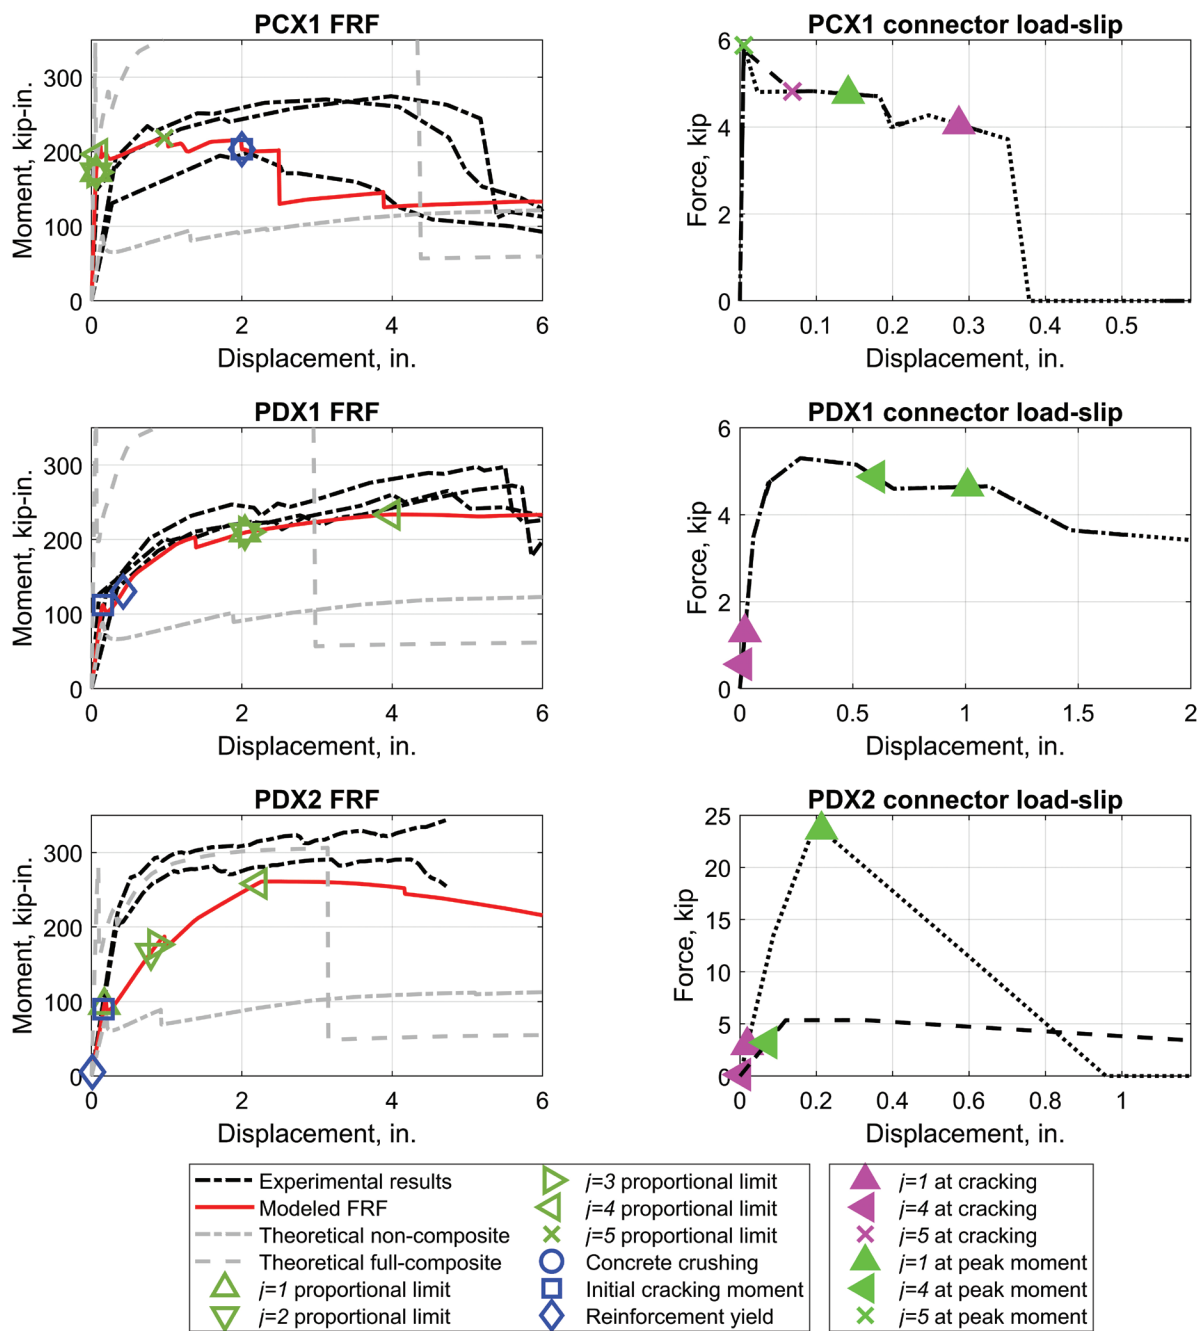 PCX1 FRF
PCX1 connector load-slip
300
200
100
0
Moment, kip-in.
0 2 4 6
Displacement, in.
6
4
2
0
Force, kip
0 0.1 0.2 0.3 0.4 0.5
Displacement, in.
PDX1 FRF
PDX1 connector load-slip
300
200
100
0
Moment, kip-in.
0 2 4 6
Displacement, in.
6
4
2
0
Force, kip
0 0.5 1 1.5 2
Displacement, in.
PDX2 FRF
PDX2 connector load-slip
300
200
100
0
Moment, kip-in.
0 2 4 6
Displacement, in.
25
20
15
10
5
0
Force, kip
0 0.2 0.4 0.6 0.8 1
Displacement, in.
Experimental results
Modeled FRF
Theoretical non-composite
Theoretical full-composite
j=1 proportional limit
j=2 proportional limit
j=3 proportional limit
j=4 proportional limit
j=5 proportional limit
Concrete crushing
Initial cracking moment
Reinforcement yield
j=1 at cracking
j=4 at cracking
j=5 at cracking
j=1 at peak moment
j=4 at peak moment
j=5 at peak moment